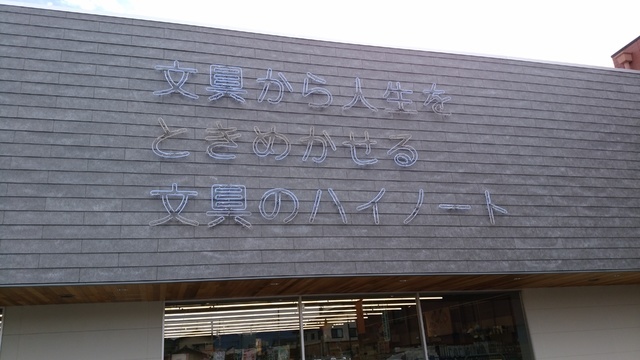 文具から人生を
ときめかせる
文具のハイノート